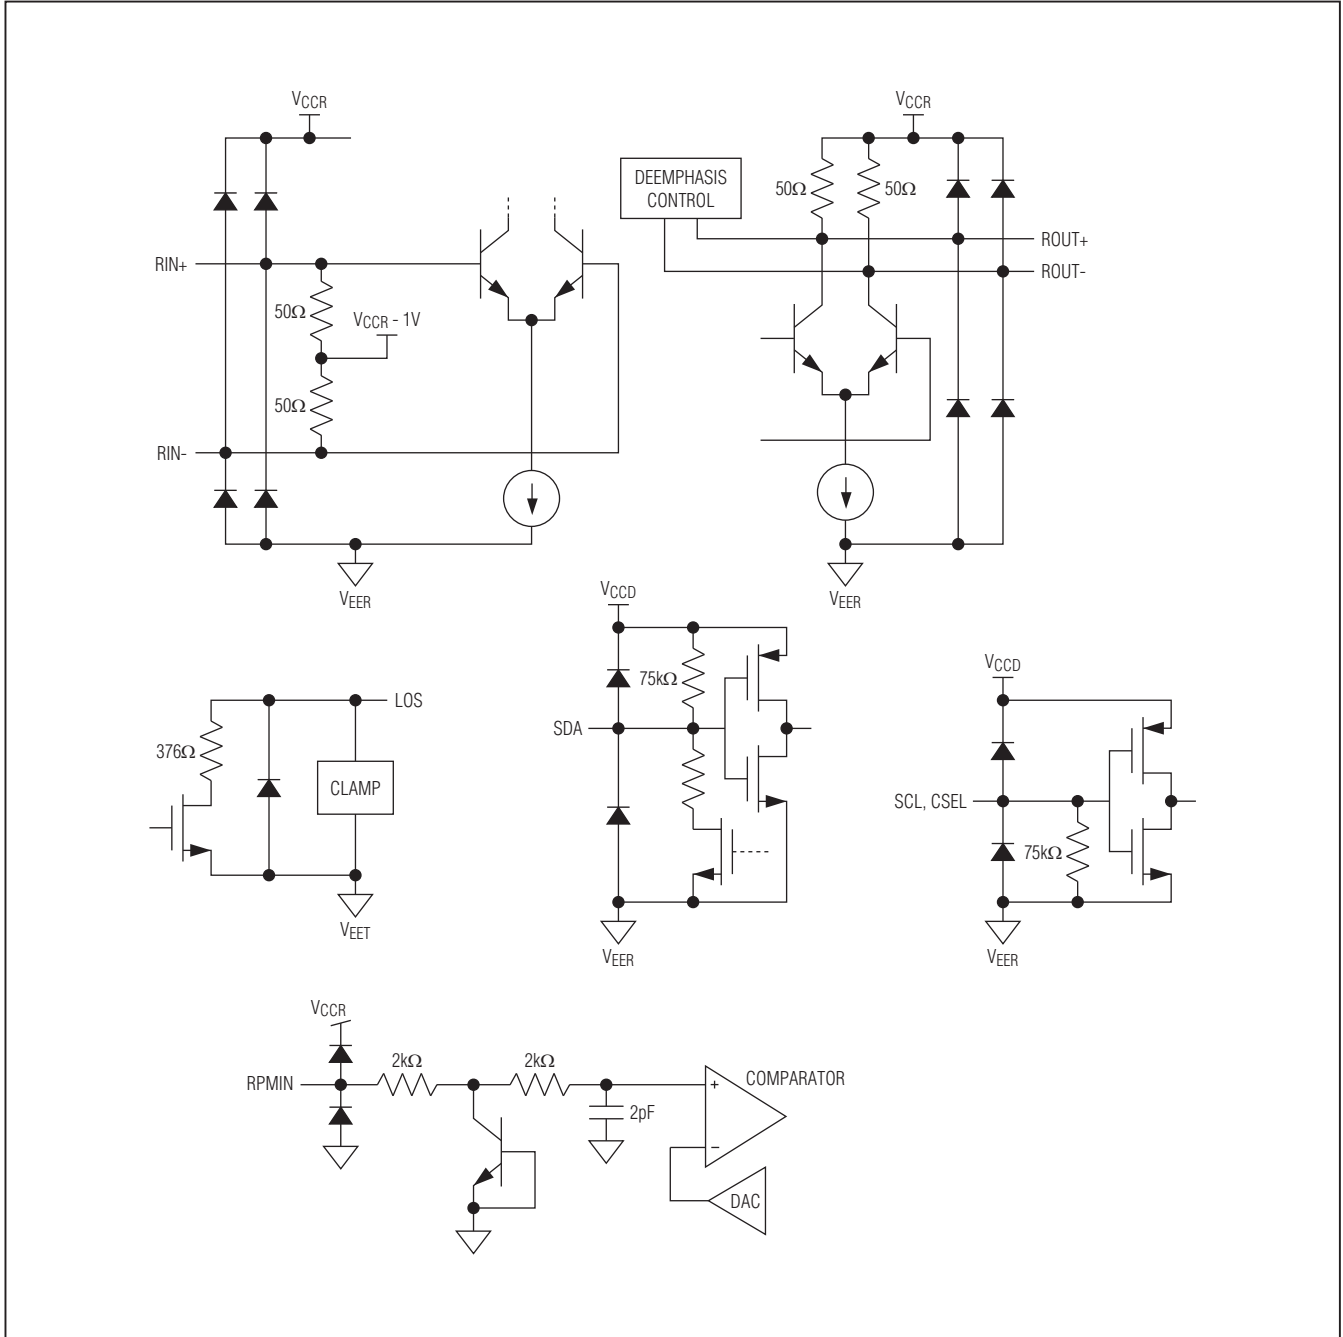 VCCR
RIN+
50Ω
VCCR - 1V
50Ω
RIN-
VEER
DEEMPHASIS
CONTROL
VCCR
50Ω
50Ω
ROUT+
ROUT-
VEER
LOS
376Ω
CLAMP
VEET
VCCD
75kΩ
SDA
VEER
VCCD
SCL, CSEL
75kΩ
VEER
VCCR
RPMIN
2kΩ
2kΩ
2pF
+
COMPARATOR
−
DAC